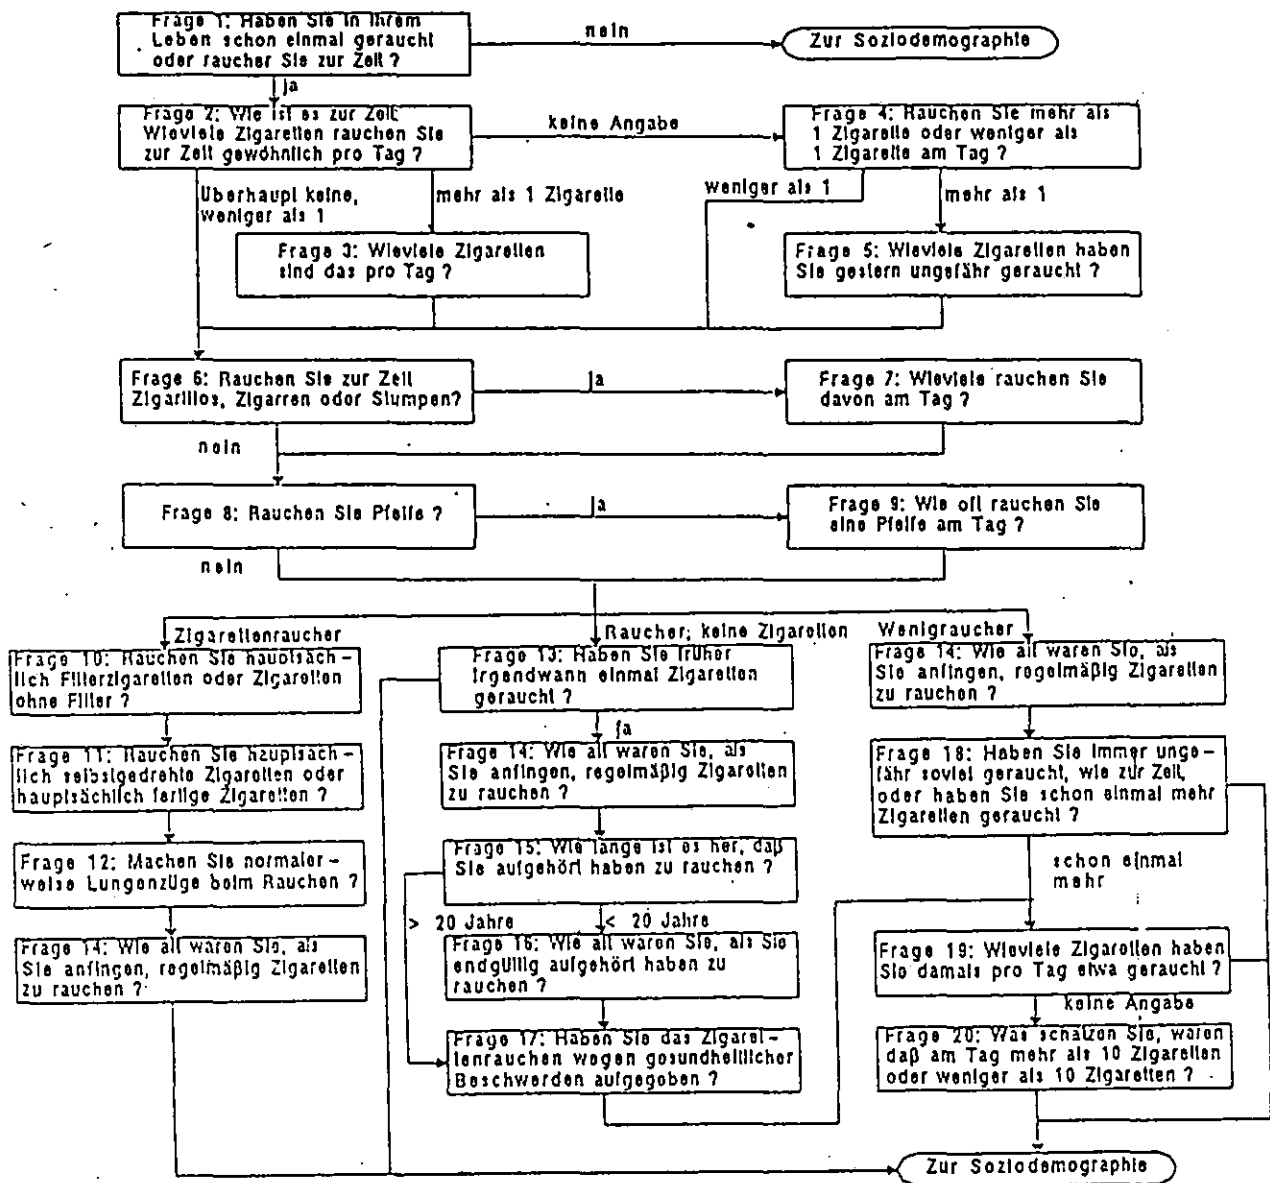 Frage 1: Haben Sie in Ihrem
Leben schon einmal geraucht
oder raucher Sie zur Zeit ?
nein
Zur Soziodemographie
ja
Frage 2: Wie ist es zur Zeit:
Wieviele Zigaretten rauchen Sie
zur Zeit gewöhnlich pro Tag ?
keine Angabe
Frage 4: Rauchen Sie mehr als
1 Zigarette oder weniger als
1 Zigarette am Tag ?
Überhaupt keine,
weniger als 1
mehr als 1 Zigarette
weniger als 1
mehr als 1
Frage 3: Wieviele Zigaretten
sind das pro Tag ?
Frage 5: Wieviele Zigaretten haben
Sie gestern ungefähr geraucht ?
Frage 6: Rauchen Sie zur Zeit
Zigarillos, Zigarren oder Stumpen?
ja
Frage 7: Wieviele rauchen Sie
davon am Tag ?
nein
Frage 8: Rauchen Sie Pfeife ?
ja
Frage 9: Wie oft rauchen Sie
eine Pfeife am Tag ?
nein
Zigarettenraucher
Raucher; keine Zigaretten
Wenigraucher
Frage 10: Rauchen Sie hauptsäch-
lich Filterzigaretten oder Zigaretten
ohne Filter ?
Frage 11: Rauchen Sie hauptsäch-
lich selbstgedrehte Zigaretten oder
hauptsächlich fertige Zigaretten ?
Frage 12: Machen Sie normaler-
weise Lungenzüge beim Rauchen ?
Frage 14: Wie alt waren Sie, als
Sie anfingen, regelmäßig Zigaretten
zu rauchen ?
Frage 13: Haben Sie früher
irgendwann einmal Zigaretten
geraucht ?
ja
Frage 14: Wie alt waren Sie, als
Sie anfingen, regelmäßig Zigaretten
zu rauchen ?
Frage 15: Wie lange ist es her, daß
Sie aufgehört haben zu rauchen ?
> 20 Jahre
< 20 Jahre
Frage 16: Wie alt waren Sie, als Sie
endgültig aufgehört haben zu
rauchen ?
Frage 17: Haben Sie das Zigaret-
tenrauchen wegen gesundheitlicher
Beschwerden aufgegeben ?
Frage 14: Wie alt waren Sie, als
Sie anfingen, regelmäßig Zigaretten
zu rauchen ?
Frage 18: Haben Sie immer unge-
fähr soviel geraucht, wie zur Zeit,
oder haben Sie schon einmal mehr
Zigaretten geraucht ?
schon einmal
mehr
Frage 19: Wieviele Zigaretten haben
Sie damals pro Tag etwa geraucht ?
keine Angabe
Frage 20: Was schätzen Sie, waren
daß am Tag mehr als 10 Zigaretten
oder weniger als 10 Zigaretten ?
Zur Soziodemographie